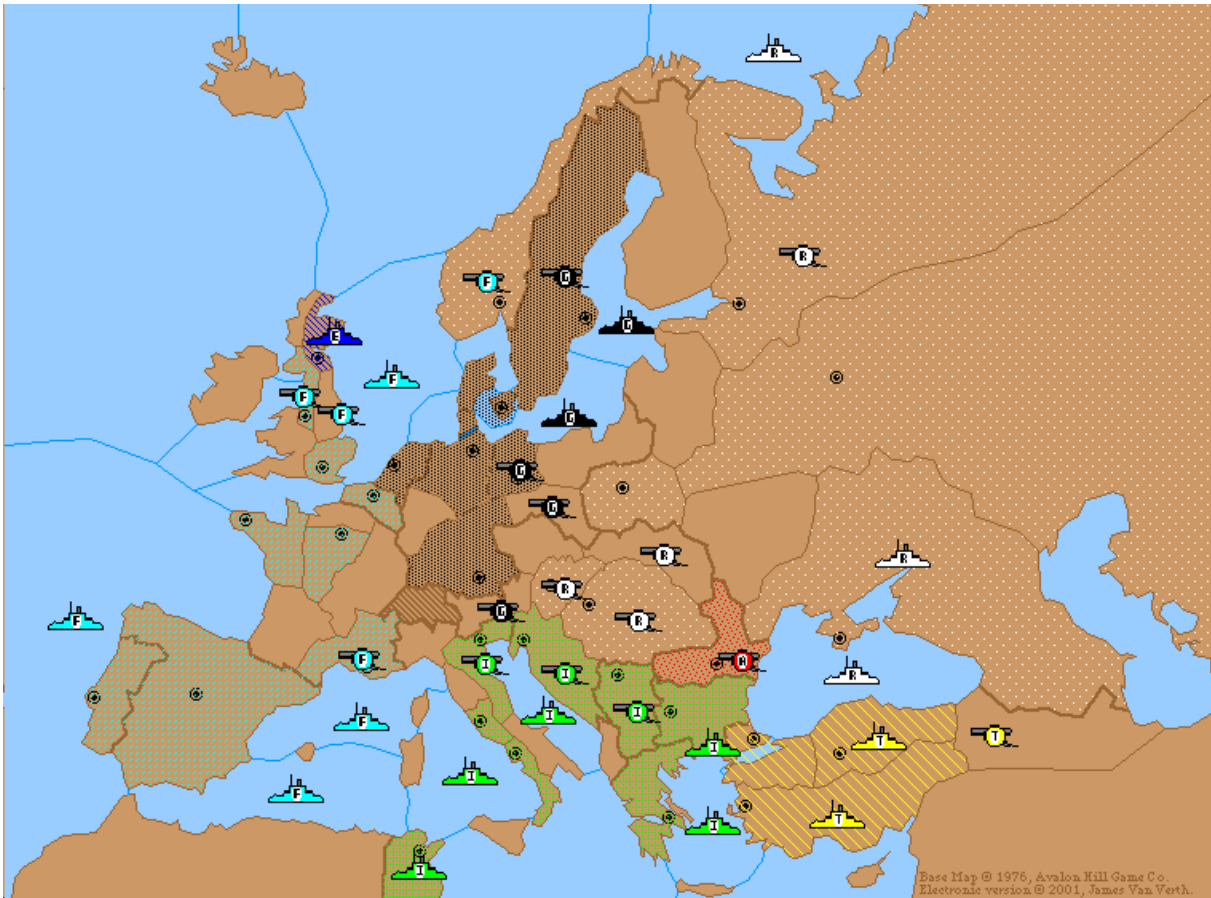 R
R
F
G
G
E
F
F
F
G
G
G
R
R
R
R
G
F
F
I
A
R
I
I
I
F
I
T
T
I
I
F
I
T
I
Base Map © 1976, Avalon Hill Game Co.
Electronic version © 2001, James Van Verth.